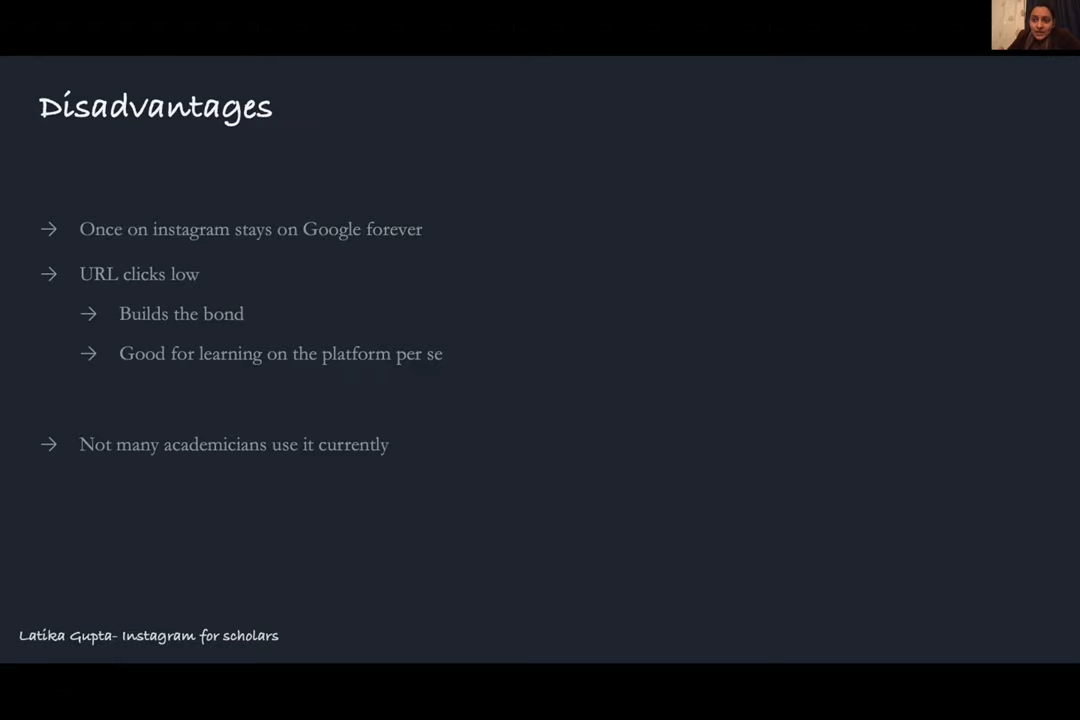 Disadvantages
→ Once on instagram stays on Google forever
→ URL clicks low
→ Builds the bond
→ Good for learning on the platform per se
→ Not many academicians use it currently
Latika Gupta- Instagram for scholars